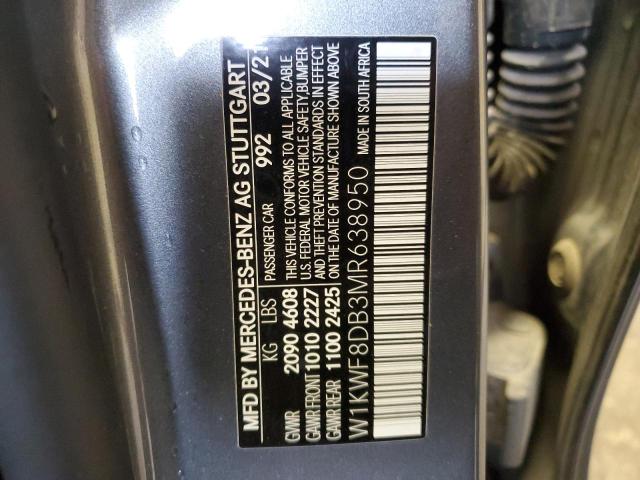 MFD BY MERCEDES-BENZ AG STUTTGART
992 03/21
KG LBS PASSENGER CAR
GVWR 2090 4608 THIS VEHICLE CONFORMS TO ALL APPLICABLE
GAWR FRONT 1010 2227 U.S. FEDERAL MOTOR VEHICLE SAFETY, BUMPER
GAWR REAR 1100 2425 AND THEFT PREVENTION STANDARDS IN EFFECT
ON THE DATE OF MANUFACTURE SHOWN ABOVE
W1KWF8DB3MR638950 MADE IN SOUTH AFRICA